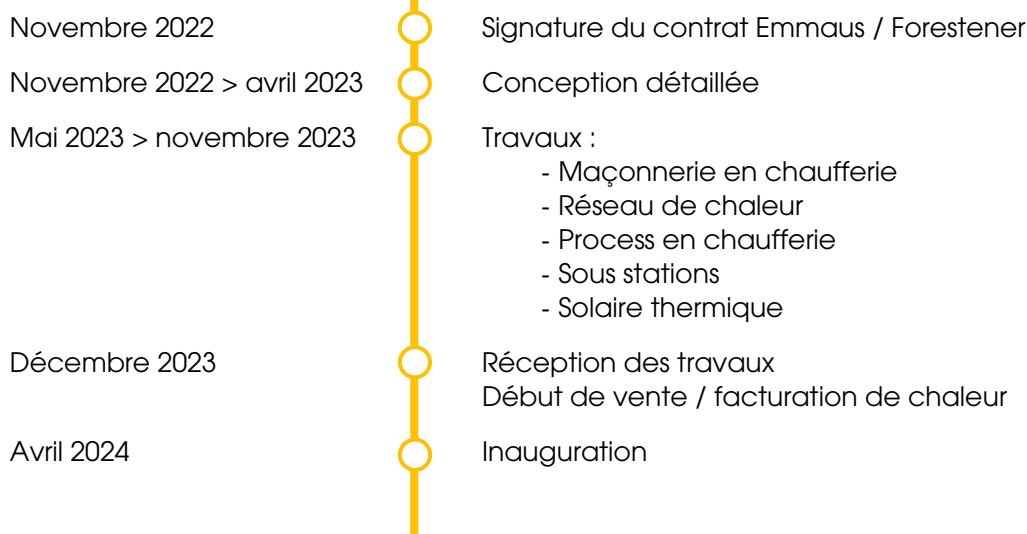 Novembre 2022 Signature du contrat Emmaus / Forestener
Novembre 2022 > avril 2023 Conception détaillée
Mai 2023 > novembre 2023 Travaux :
- Maçonnerie en chaufferie
- Réseau de chaleur
- Process en chaufferie
- Sous stations
- Solaire thermique
Décembre 2023 Réception des travaux
Début de vente / facturation de chaleur
Avril 2024 Inauguration